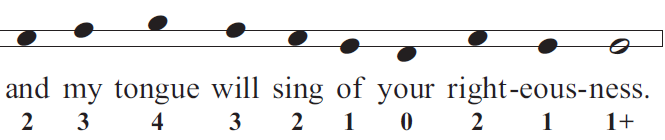 and my tongue will sing of your right-eous-ness.
2 3 4 3 2 1 0 2 1 1+